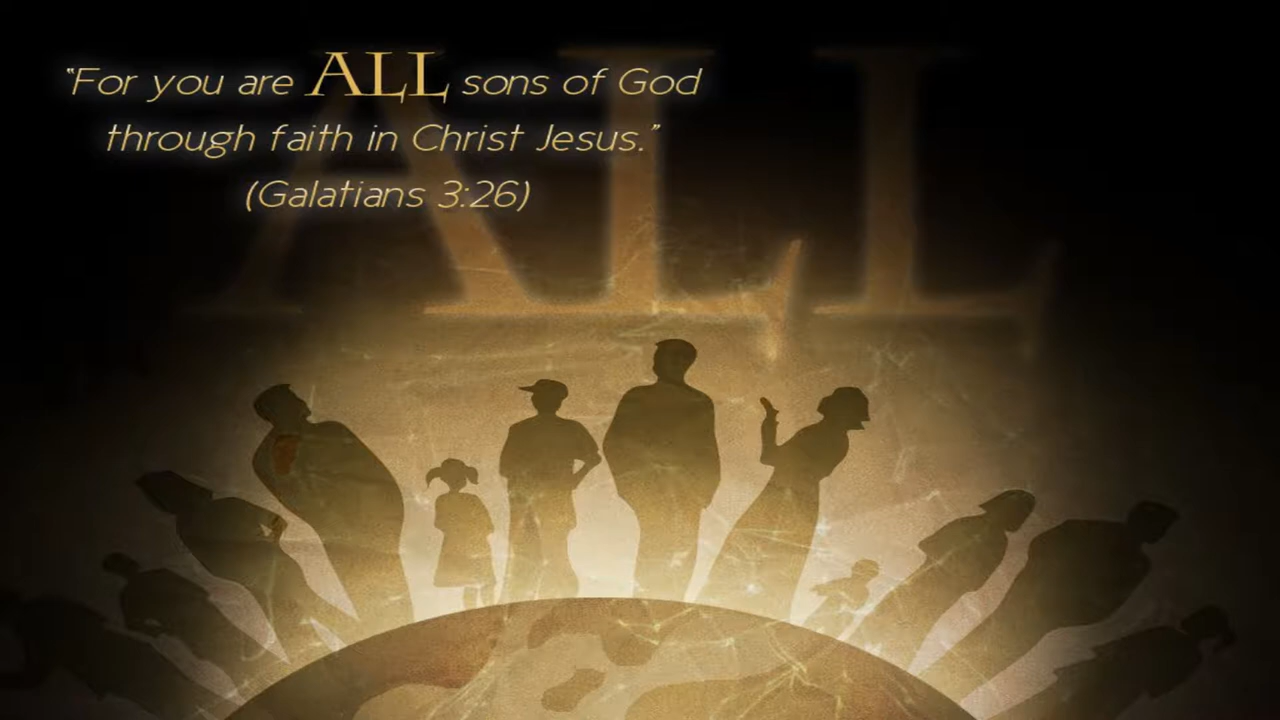 "For you are ALL sons of God
through faith in Christ Jesus."
(Galatians 3:26)
ALL